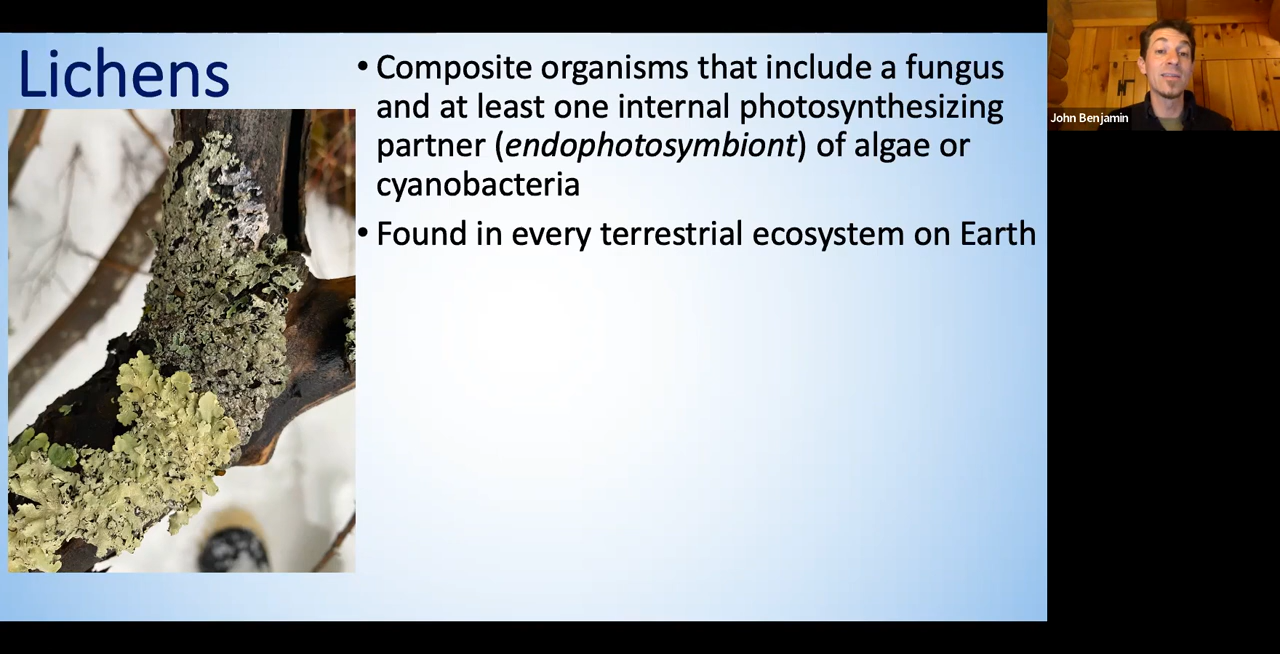 Lichens
• Composite organisms that include a fungus
and at least one internal photosynthesizing
partner (endophotosymbiont) of algae or
cyanobacteria
• Found in every terrestrial ecosystem on Earth
John Benjamin